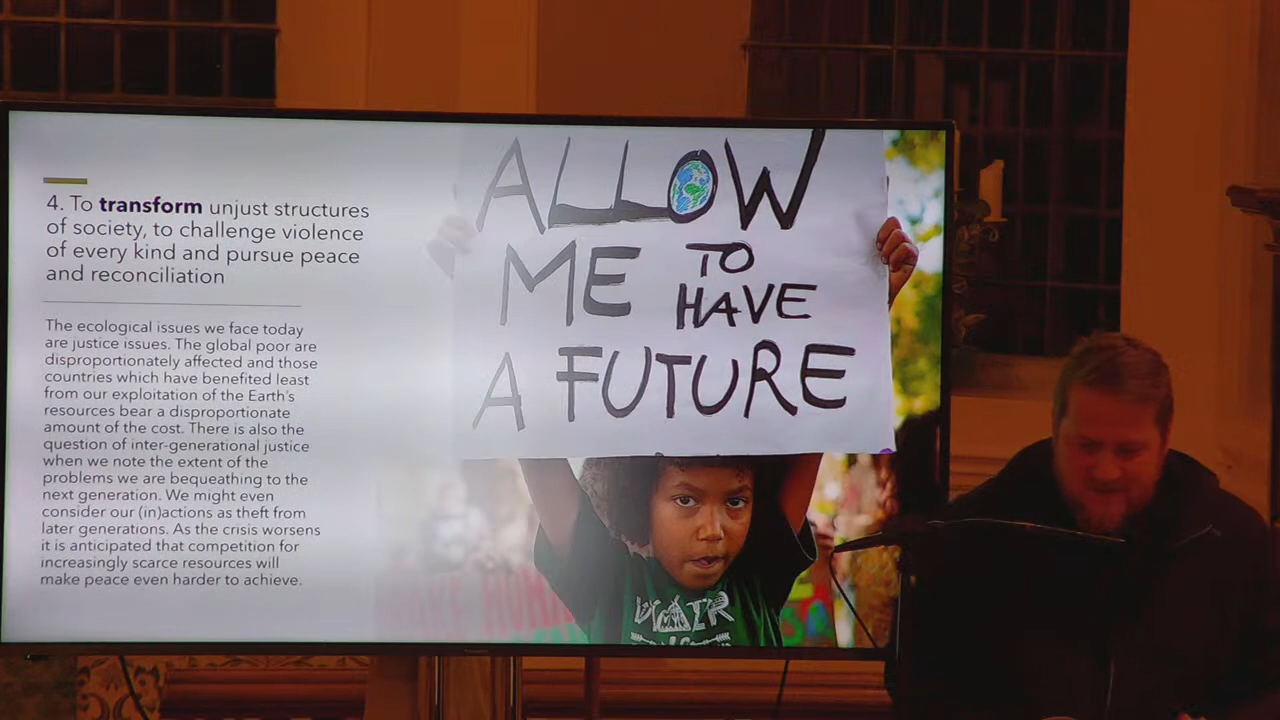 4. To transform unjust structures
of society, to challenge violence
of every kind and pursue peace
and reconciliation
The ecological issues we face today
are justice issues. The global poor are
disproportionately affected and those
countries which have benefited least
from our exploitation of the Earth's
resources bear a disproportionate
amount of the cost. There is also the
question of inter-generational justice
when we note the extent of the
problems we are bequeathing to the
next generation. We might even
consider our (in)actions as theft from
later generations. As the crisis worsens
it is anticipated that competition for
increasingly scarce resources will
make peace even harder to achieve.
ALLOW
ME TO
HAVE
A FUTURE
WATER
IS